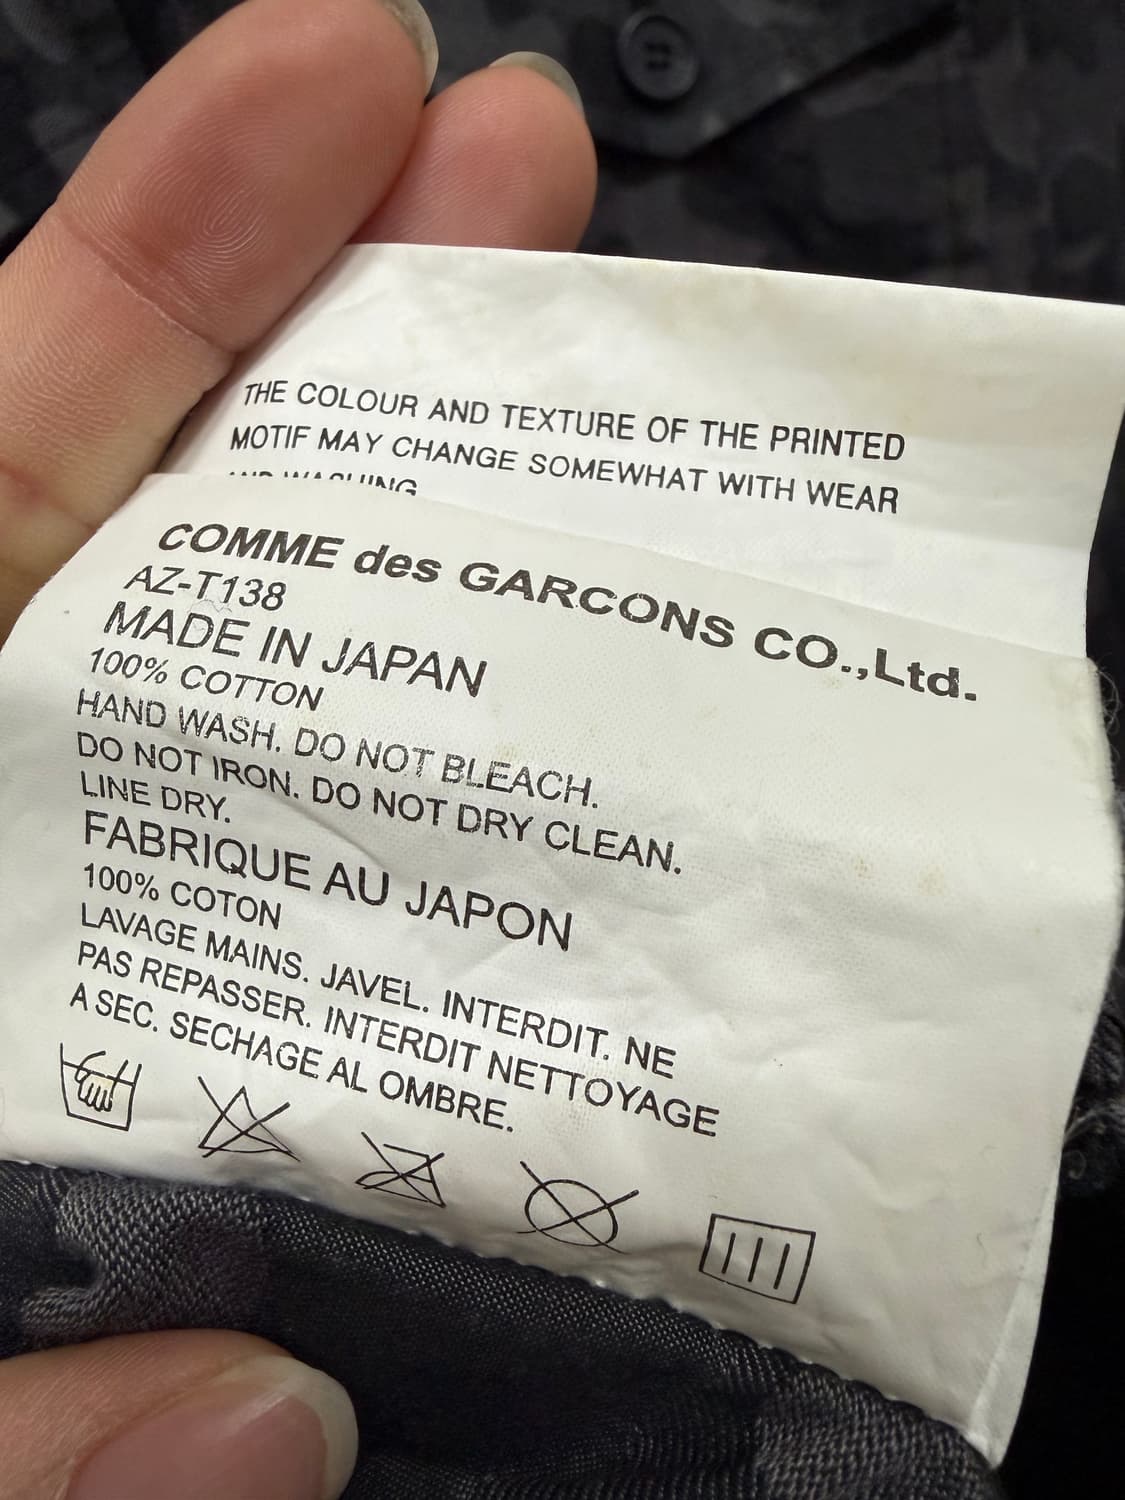 THE COLOUR AND TEXTURE OF THE PRINTED
MOTIF MAY CHANGE SOMEWHAT WITH WEAR
AND WASHING
COMME des GARCONS CO.,Ltd.
AZ-T138
MADE IN JAPAN
100% COTTON
HAND WASH. DO NOT BLEACH.
DO NOT IRON. DO NOT DRY CLEAN.
LINE DRY.
FABRIQUE AU JAPON
100% COTON
LAVAGE MAINS. JAVEL. INTERDIT. NE
PAS REPASSER. INTERDIT NETTOYAGE
A SEC. SECHAGE AL OMBRE.